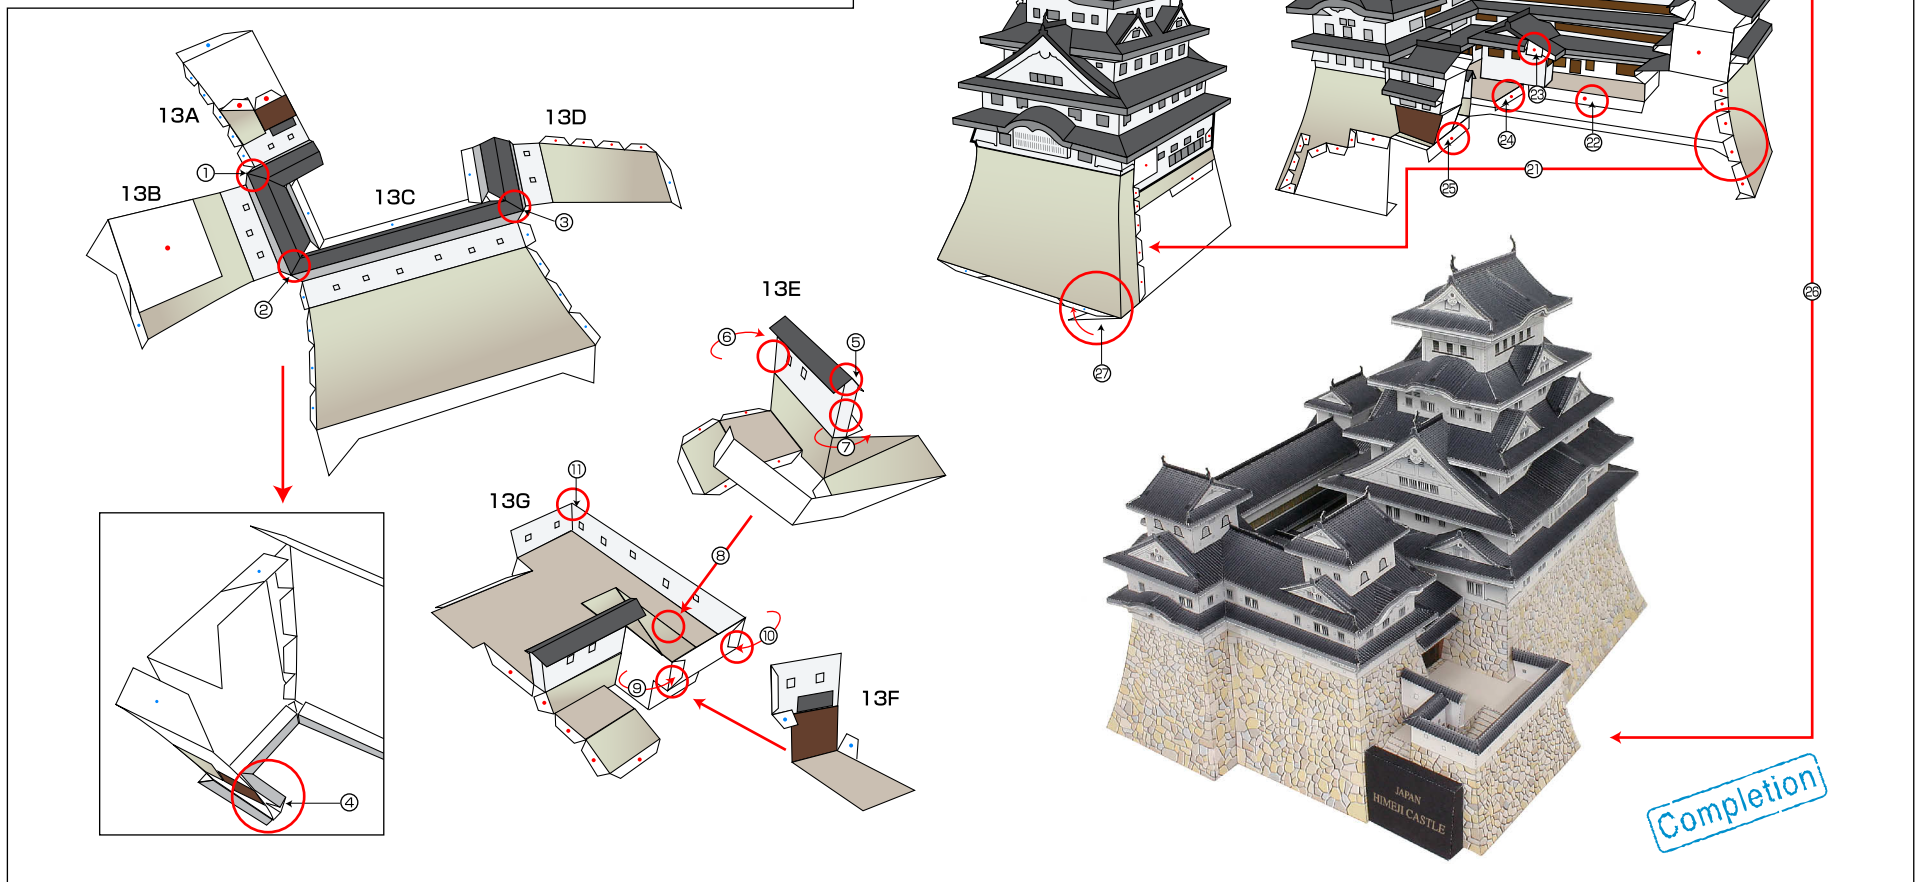 13A
①
13B
13C
13D
③
②
④
13E
⑥
⑤
⑦
⑧
13G
⑪
⑩
⑨
13F
㉓
㉔
㉒
㉕
㉑
㉗
㉖
JAPAN
HIMEJI CASTLE
Completion